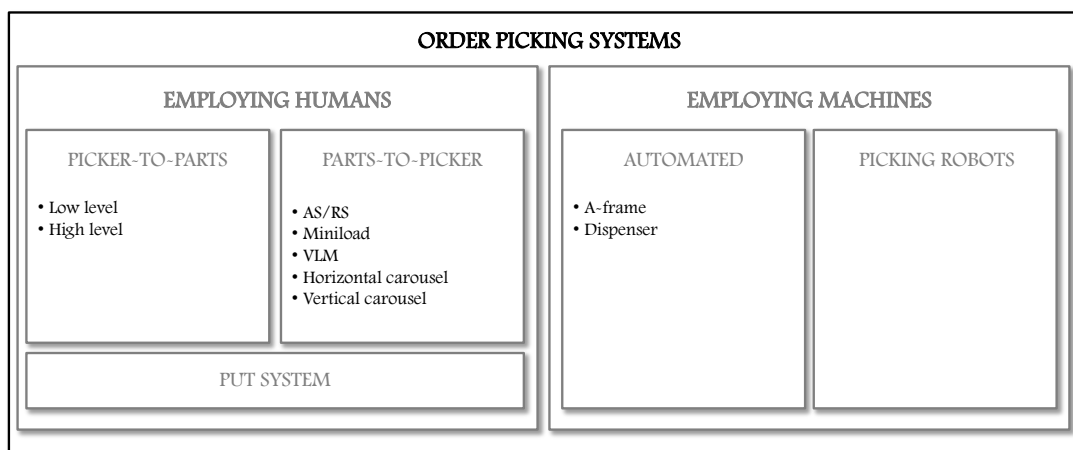 ORDER PICKING SYSTEMS
EMPLOYING HUMANS
PICKER-TO-PARTS
• Low level
• High level
PARTS-TO-PICKER
• AS/RS
• Miniload
• VLM
• Horizontal carousel
• Vertical carousel
PUT SYSTEM
EMPLOYING MACHINES
AUTOMATED
• A-frame
• Dispenser
PICKING ROBOTS